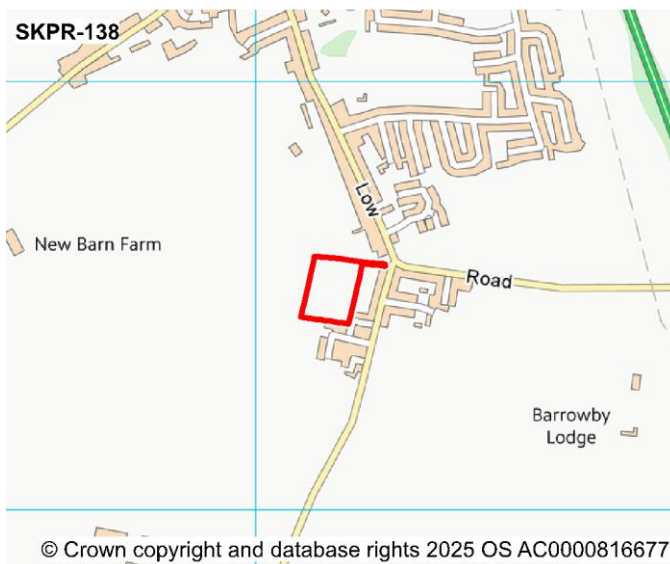 SKPR-138
Low
New Barn Farm
Road
Barrowby
Lodge
© Crown copyright and database rights 2025 OS AC0000816677